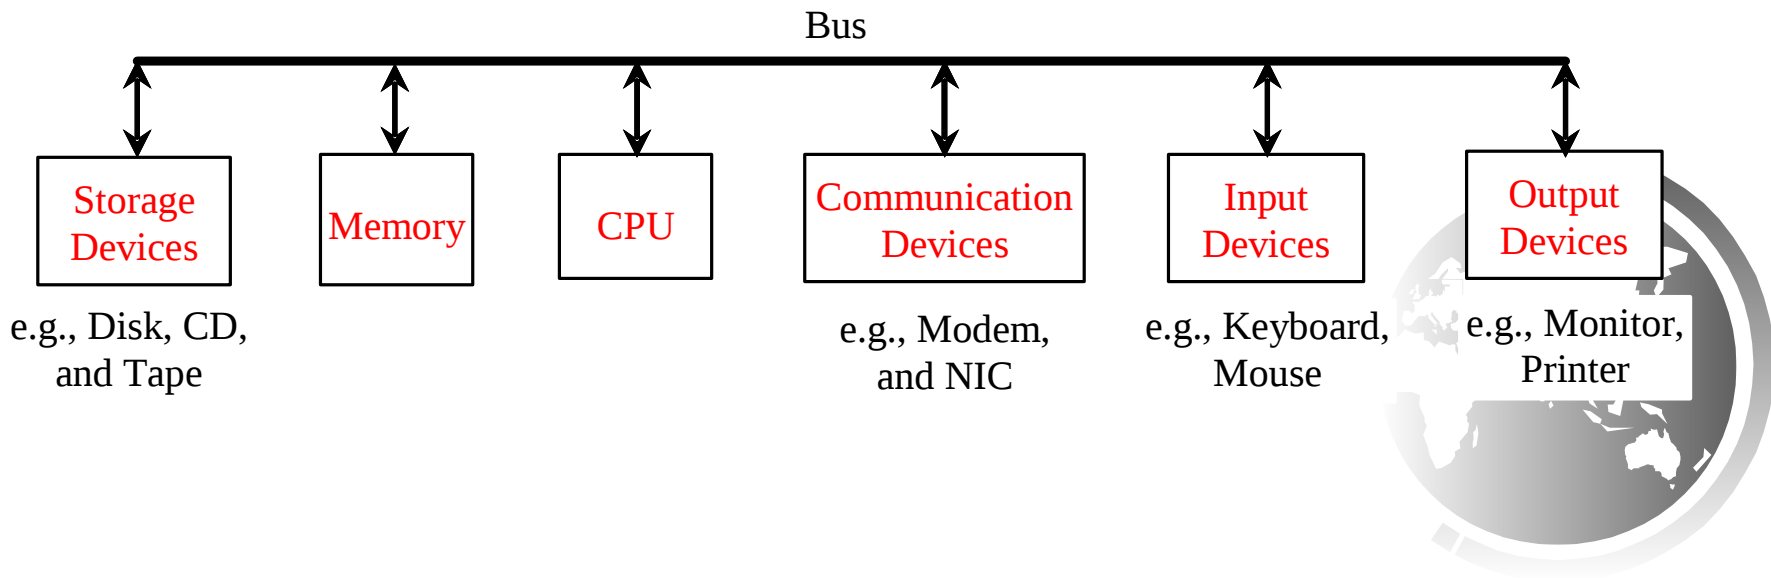 Bus
Storage
Devices
Memory
CPU
Communication
Devices
Input
Devices
Output
Devices
e.g., Disk, CD,
and Tape
e.g., Modem,
and NIC
e.g., Keyboard,
Mouse
e.g., Monitor,
Printer